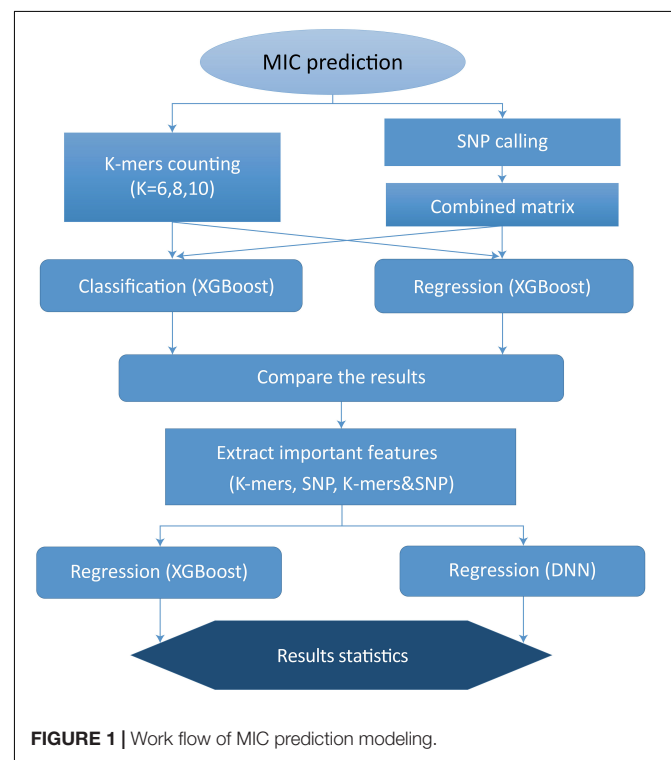 MIC prediction
K-mers counting
(K=6,8,10)
SNP calling
Combined matrix
Classification (XGBoost)
Regression (XGBoost)
Compare the results
Extract important features
(K-mers, SNP, K-mers&SNP)
Regression (XGBoost)
Regression (DNN)
Results statistics
FIGURE 1 | Work flow of MIC prediction modeling.